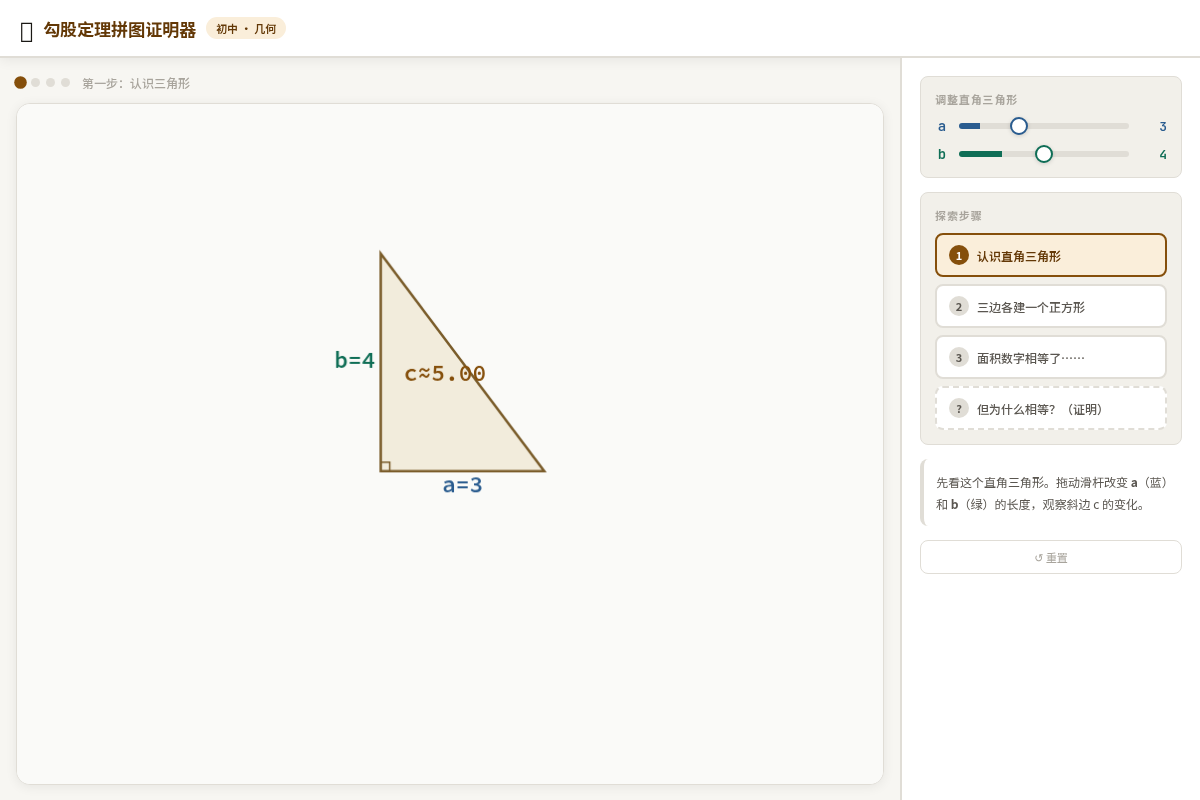 勾股定理拼图证明器
初中 · 几何
第一步：认识三角形
b=4
c≈5.00
a=3
调整直角三角形
a 3
b 4
探索步骤
1 认识直角三角形
2 三边各建一个正方形
3 面积数字相等了……
? 但为什么相等？（证明）
先看这个直角三角形。拖动滑杆改变 a（蓝）
和 b（绿）的长度，观察斜边 c 的变化。
↺ 重置